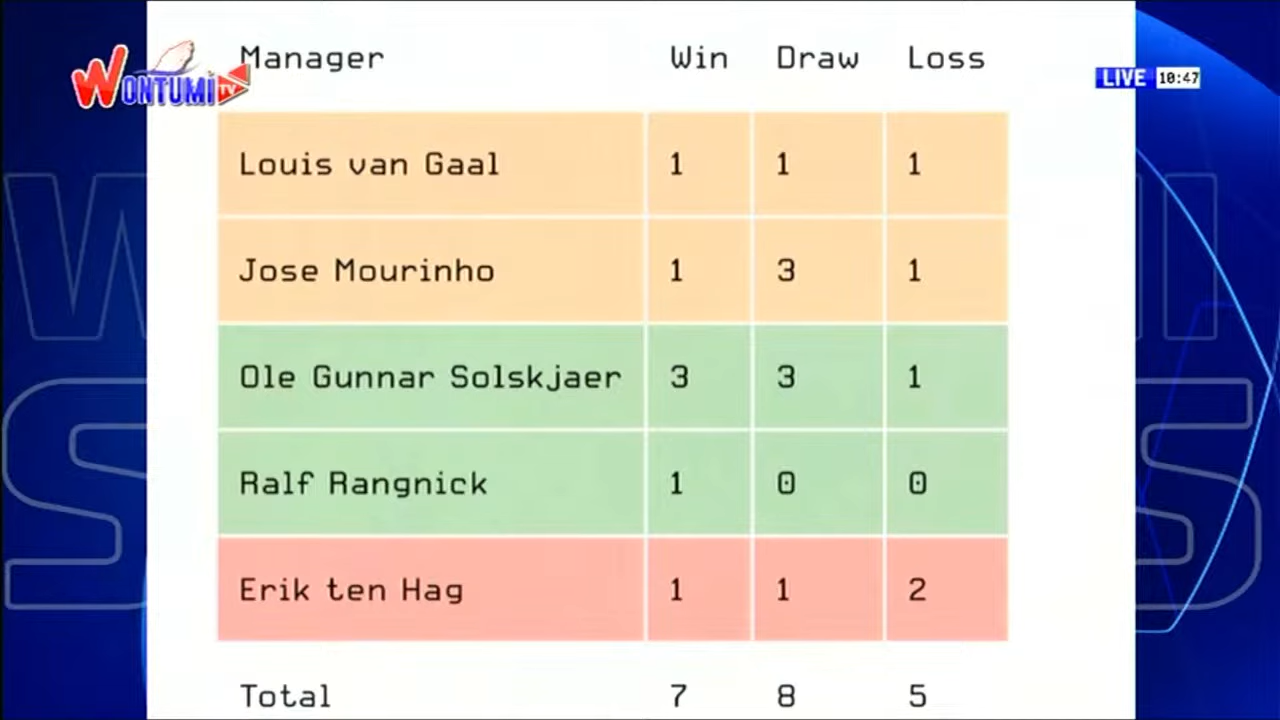 Manager Win Draw Loss
WONTUMI TV
LIVE 10:47
Louis van Gaal 1 1 1
Jose Mourinho 1 3 1
Ole Gunnar Solskjaer 3 3 1
Ralf Rangnick 1 0 0
Erik ten Hag 1 1 2
Total 7 8 5